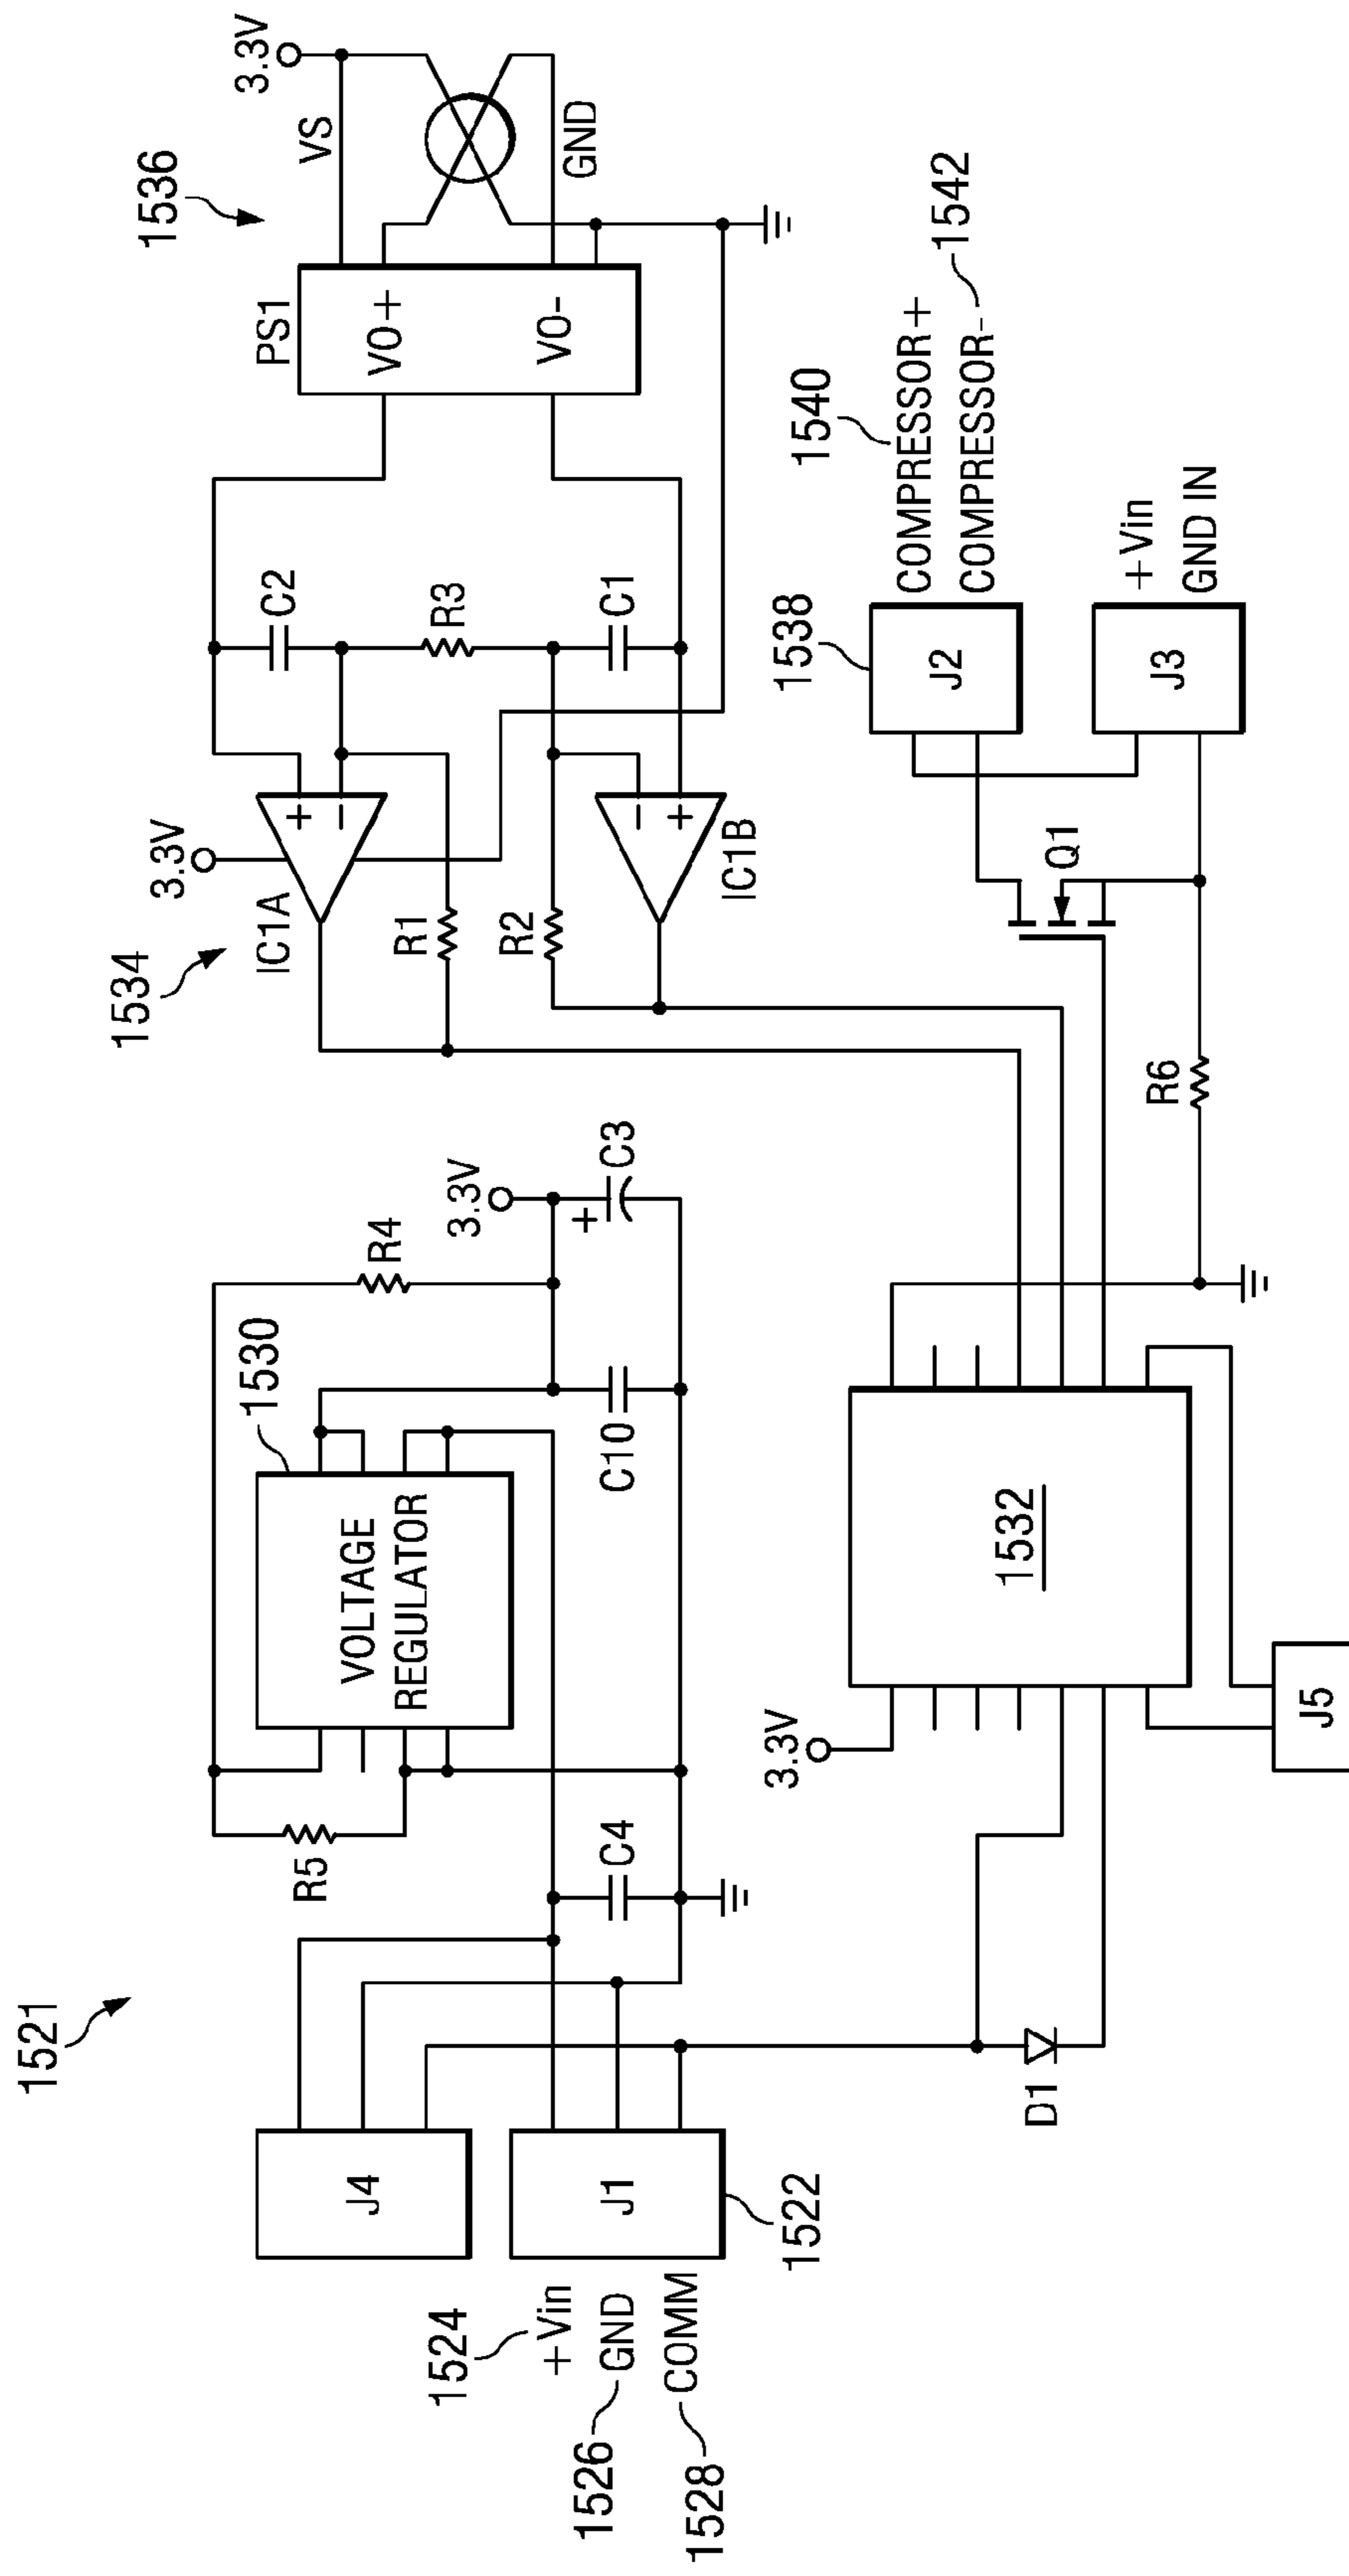 1521
J4
R5
VOLTAGE
REGULATOR
1530
R4
3.3V
C3
C10
C4
1524
+Vin
1526
GND
1528
COMM
J1
1522
D1
3.3V
1532
J5
1534
3.3V
IC1A
+
−
R1
R2
−
+
IC1B
C2
R3
C1
1536
PS1
VO+
VO-
VS
3.3V
GND
1538
J2
1540
COMPRESSOR+
COMPRESSOR-
1542
J3
+Vin
GND IN
Q1
R6
+